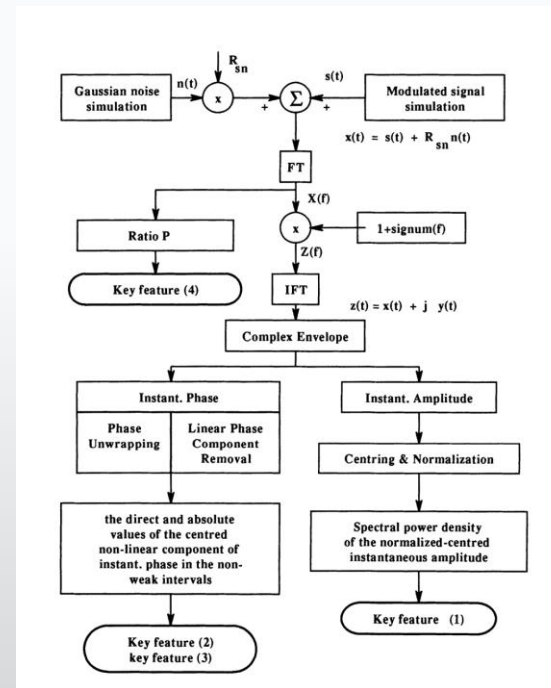 R sn
n(t)
s(t)
Gaussian noise
simulation
x
+
Σ
+
Modulated signal
simulation
x(t) = s(t) + R sn n(t)
FT
X(f)
Ratio P
x
1+signum(f)
Z(f)
Key feature (4)
IFT
z(t) = x(t) + j y(t)
Complex Envelope
Instant. Phase
Instant. Amplitude
Phase
Unwrapping
Linear Phase
Component
Removal
Centring & Normalization
the direct and absolute
values of the centred
non-linear component of
instant. phase in the non-
weak intervals
Spectral power density
of the normalized-centred
instantaneous amplitude
Key feature (1)
Key feature (2)
key feature (3)